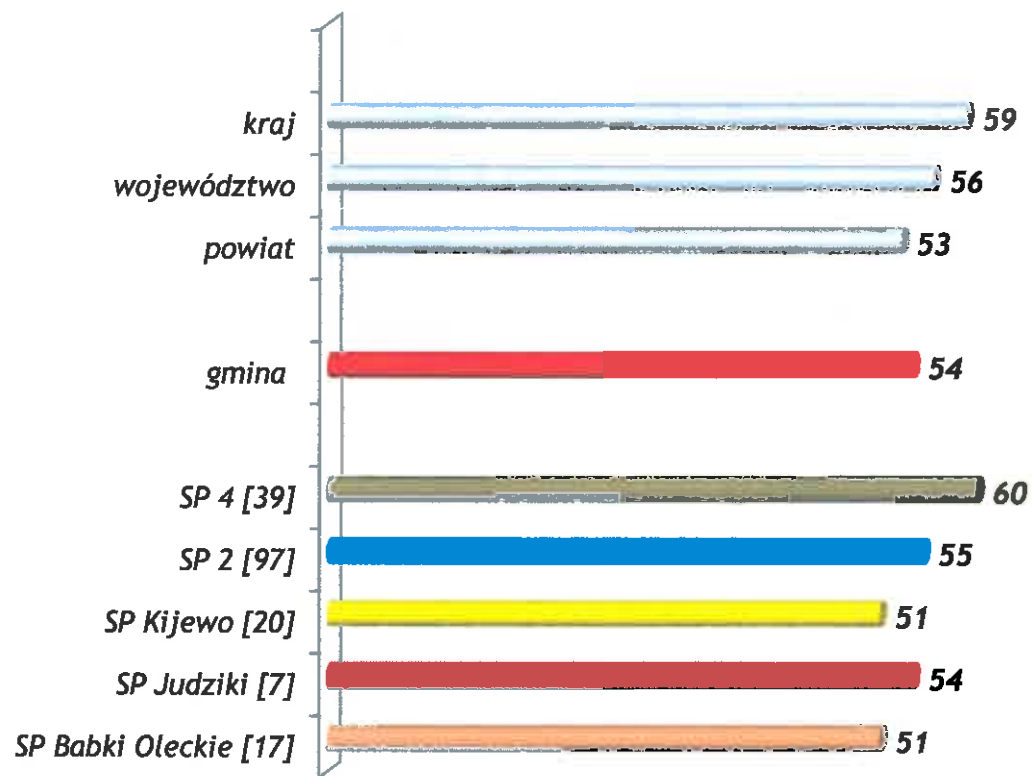 kraj 59
województwo 56
powiat 53
gmina 54
SP 4 [39] 60
SP 2 [97] 55
SP Kijewo [20] 51
SP Judziki [7] 54
SP Babki Oleckie [17] 51